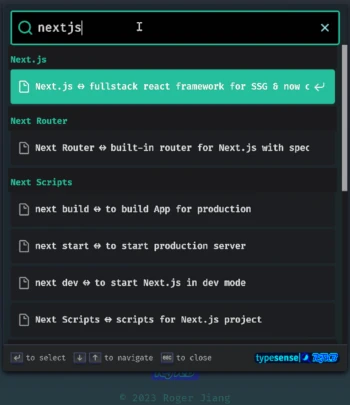 nextjs
Next.js
Next.js ⇔ fullstack react framework for SSG & now c
Next Router
Next Router ⇔ built-in router for Next.js with spec
Next Scripts
next build ⇔ to build App for production
next start ⇔ to start production server
next dev ⇔ to start Next.js in dev mode
Next Scripts ⇔ scripts for Next.js project
to select ↓ ↑ to navigate esc to close typesense
© 2023 Roger Jiang